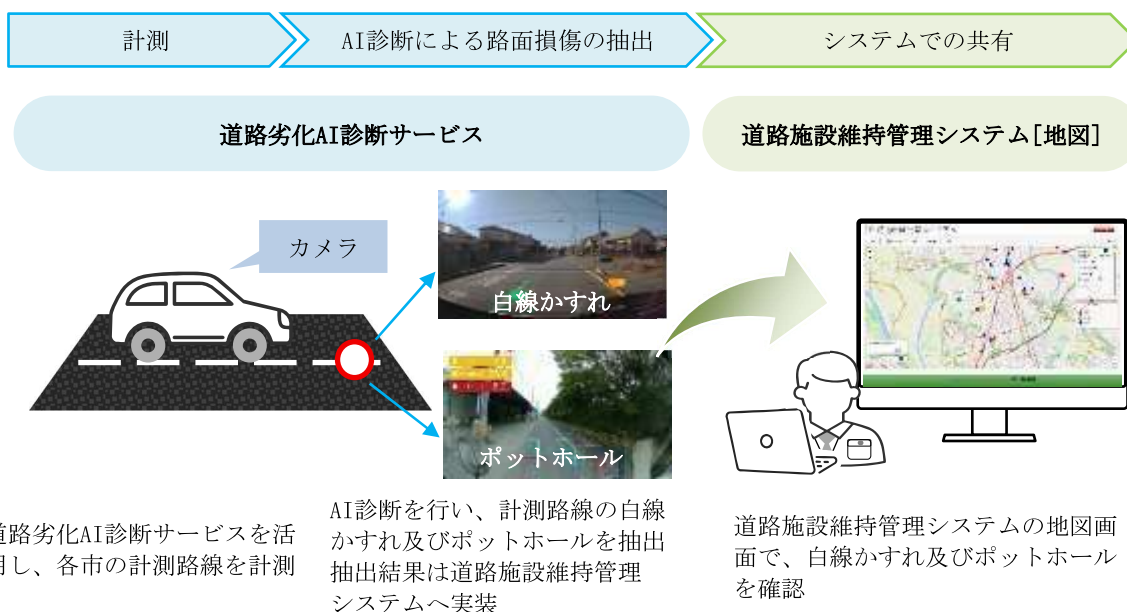 計測
AI診断による路面損傷の抽出
システムでの共有
道路劣化AI診断サービス
道路施設維持管理システム[地図]
カメラ
白線かすれ
ポットホール
道路劣化AI診断サービスを活
用し、各市の計測路線を計測
AI診断を行い、計測路線の白線
かすれ及びポットホールを抽出
抽出結果は道路施設維持管理
システムへ実装
道路施設維持管理システムの地図画
面で、白線かすれ及びポットホール
を確認